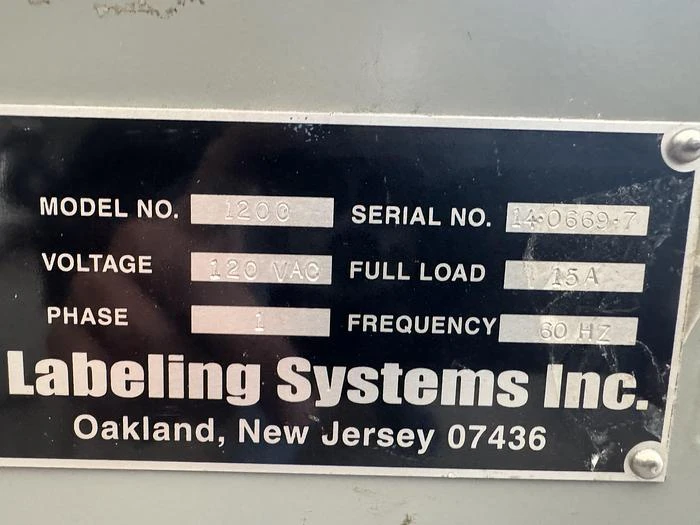 MODEL NO. 1200 SERIAL NO. 14-0669-7
VOLTAGE 120 VAC FULL LOAD 15A
PHASE 1 FREQUENCY 60 HZ
Labeling Systems Inc.
Oakland, New Jersey 07436